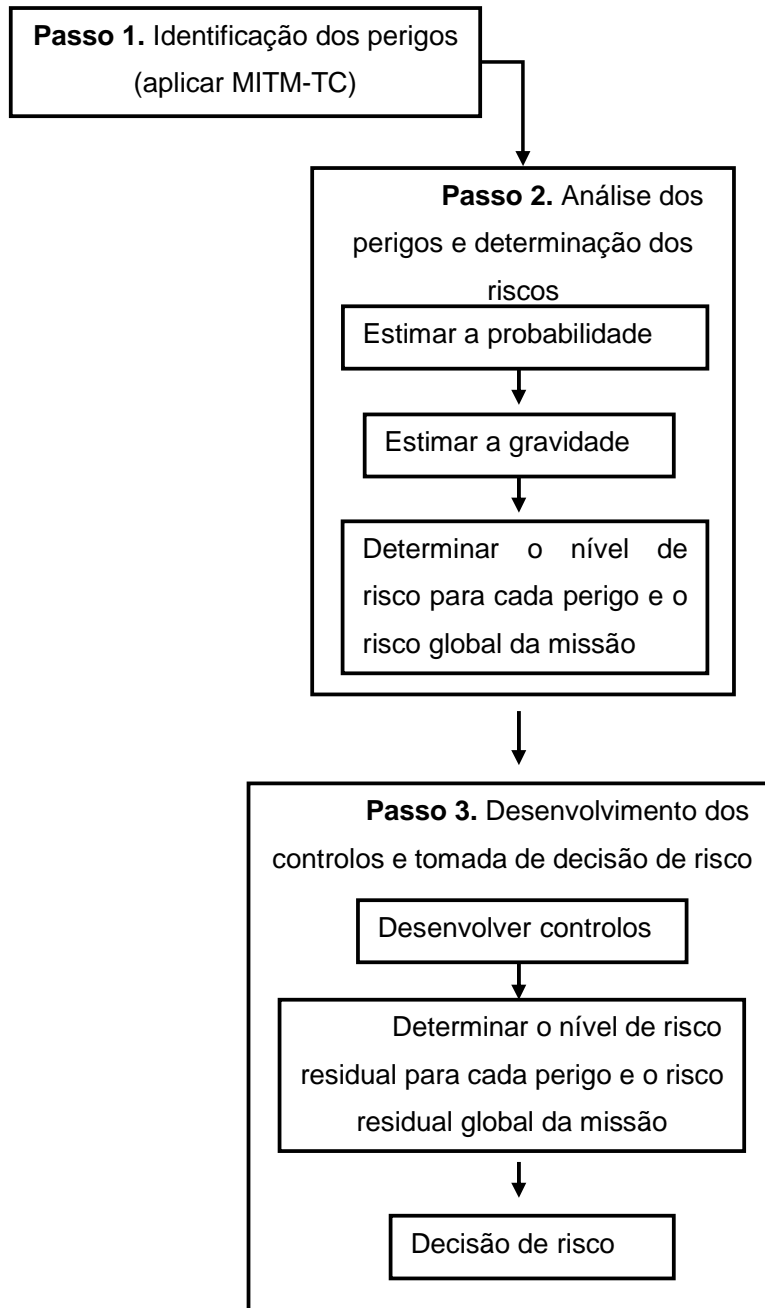 Passo 1. Identificação dos perigos
(aplicar MITM-TC)
Passo 2. Análise dos
perigos e determinação dos
riscos
Estimar a probabilidade
Estimar a gravidade
Determinar o nível de
risco para cada perigo e o
risco global da missão
Passo 3. Desenvolvimento dos
controlos e tomada de decisão de risco
Desenvolver controlos
Determinar o nível de risco
residual para cada perigo e o risco
residual global da missão
Decisão de risco